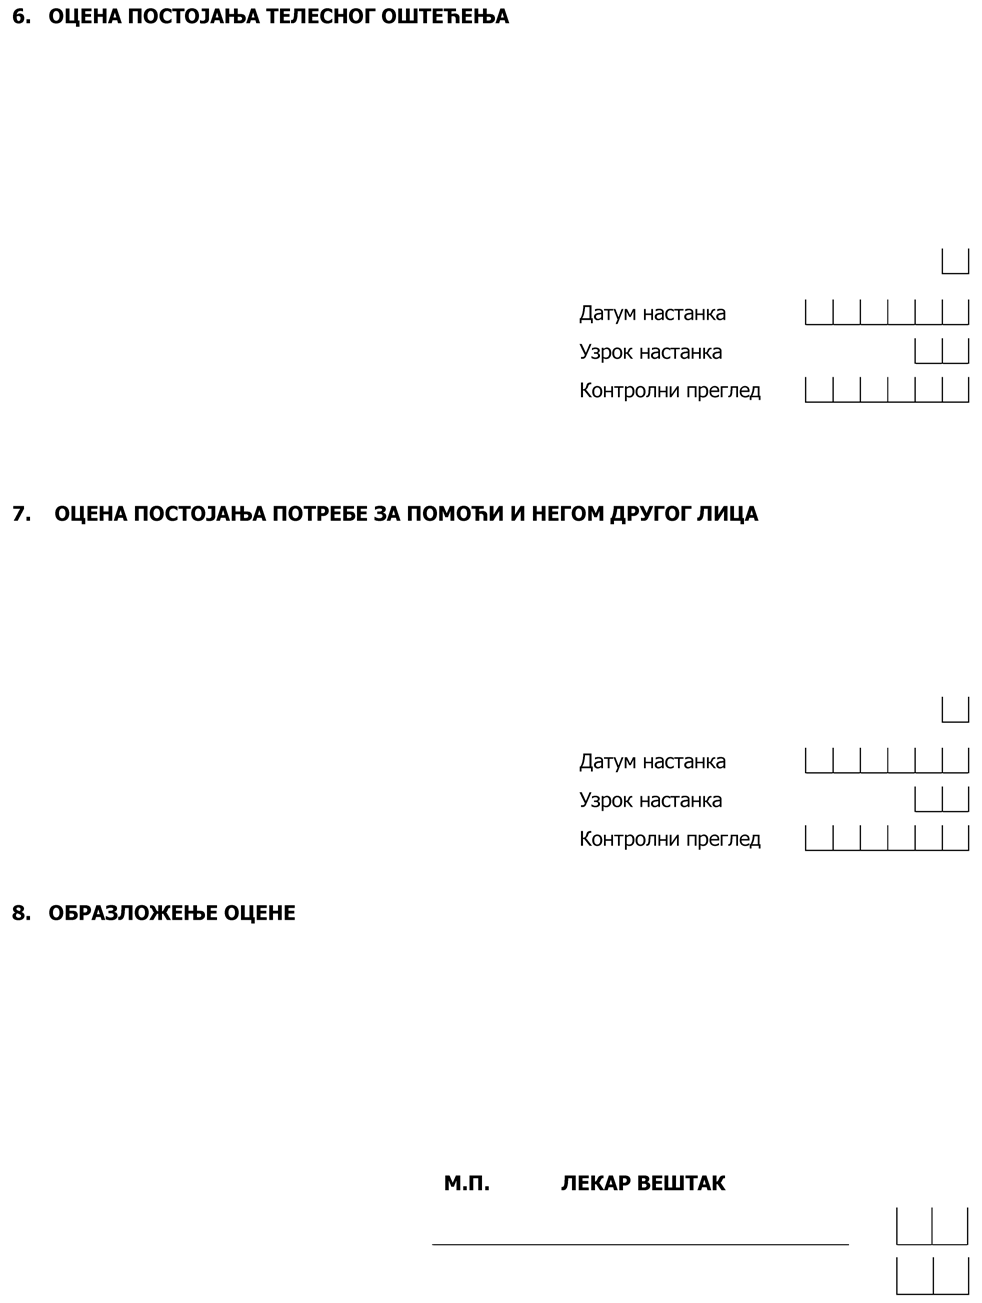 6. ОЦЕНА ПОСТОЈАЊА ТЕЛЕСНОГ ОШТЕЋЕЊА
Датум настанка
Узрок настанка
Контролни преглед
7. ОЦЕНА ПОСТОЈАЊА ПОТРЕБЕ ЗА ПОМОЋИ И НЕГОМ ДРУГОГ ЛИЦА
Датум настанка
Узрок настанка
Контролни преглед
8. ОБРАЗЛОЖЕЊЕ ОЦЕНЕ
М.П. ЛЕКАР ВЕШТАК